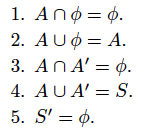 1. A ∩ ϕ = ϕ.
2. A ∪ ϕ = A.
3. A ∩ A′ = ϕ.
4. A ∪ A′ = S.
5. S′ = ϕ.